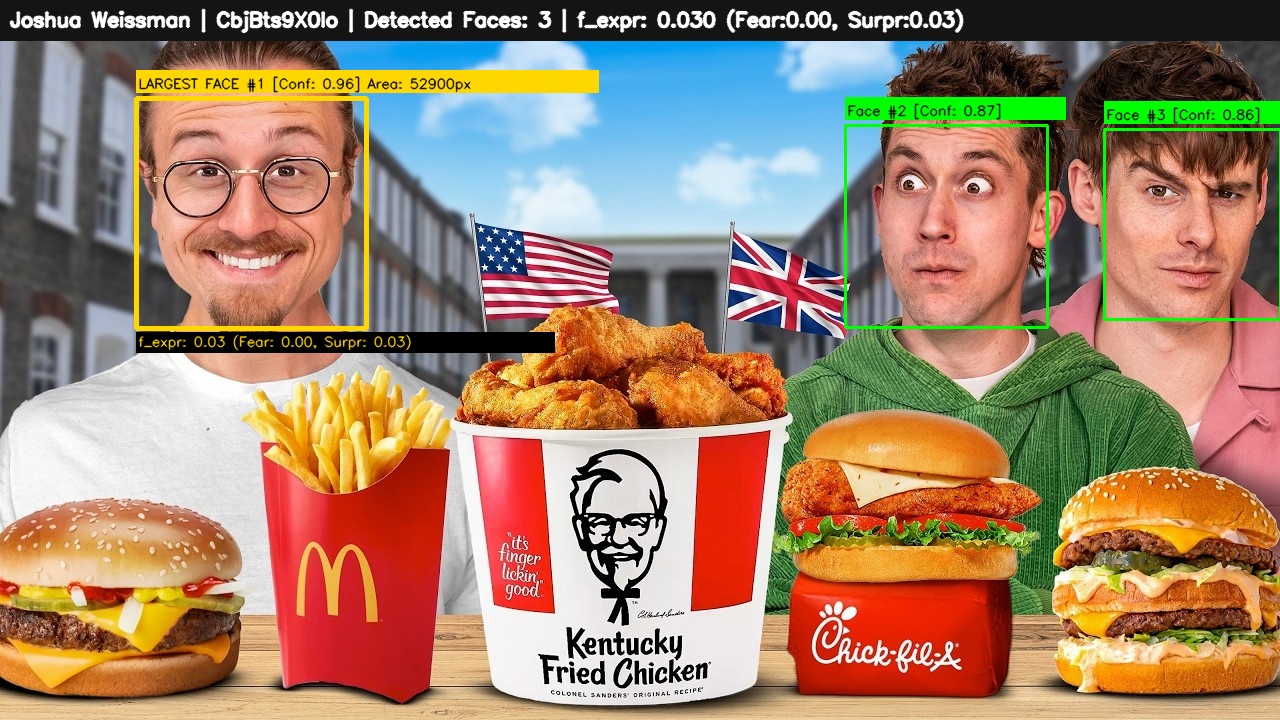 Joshua Weissman | CbjBts9X0lo | Detected Faces: 3 | f_expr: 0.030 (Fear:0.00, Surpr:0.03)
LARGEST FACE #1 [Conf: 0.96] Area: 52900px
Face #2 [Conf: 0.87]
Face #3 [Conf: 0.86]
f_expr: 0.03 (Fear: 0.00, Surpr: 0.03)
"it's
finger
lickin'
good."
Kentucky
Fried Chicken
COLONEL SANDERS' ORIGINAL RECIPE
Chick-fil-A